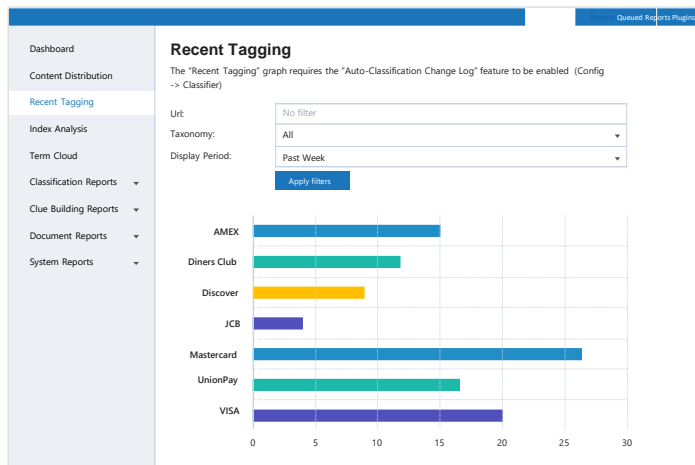 Queued Reports Plugins
Dashboard
Content Distribution
Recent Tagging
Index Analysis
Term Cloud
Classification Reports
Clue Building Reports
Document Reports
System Reports
Recent Tagging
The "Recent Tagging" graph requires the "Auto-Classification Change Log" feature to be enabled (Config
-> Classifier)
Url:
No filter
Taxonomy:
All
Display Period:
Past Week
Apply filters
AMEX
Diners Club
Discover
JCB
Mastercard
UnionPay
VISA
0 5 10 15 20 25 30